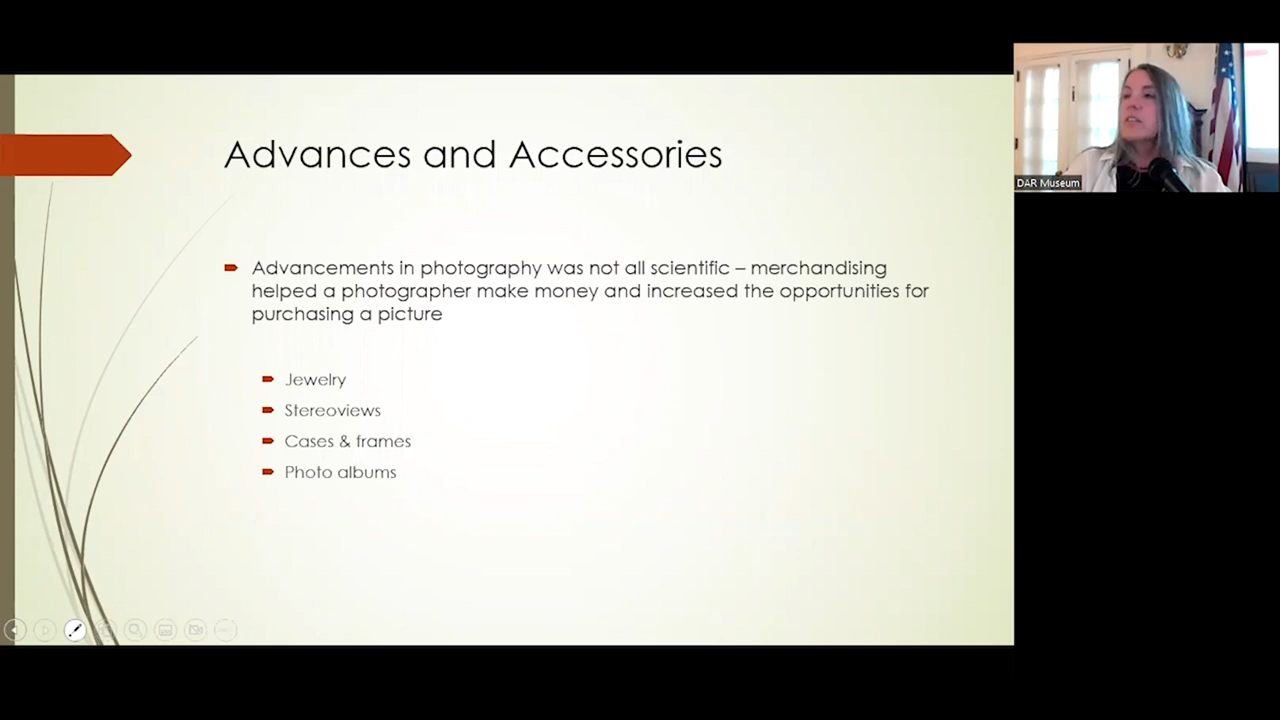 Advances and Accessories
Advancements in photography was not all scientific – merchandising
helped a photographer make money and increased the opportunities for
purchasing a picture
Jewelry
Stereoviews
Cases & frames
Photo albums
DAR Museum